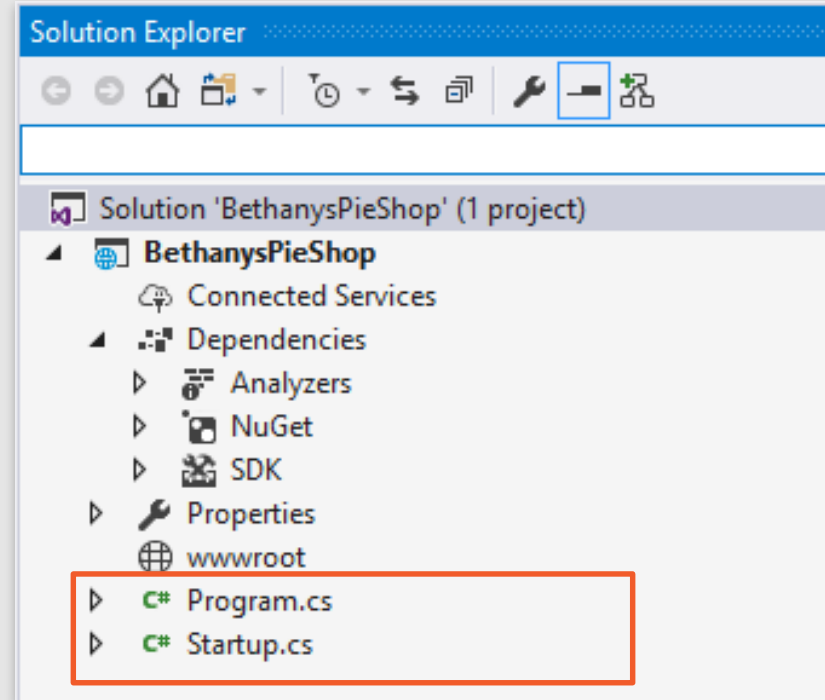 Solution Explorer
Solution 'BethanysPieShop' (1 project)
BethanysPieShop
Connected Services
Dependencies
Analyzers
NuGet
SDK
Properties
wwwroot
C# Program.cs
C# Startup.cs